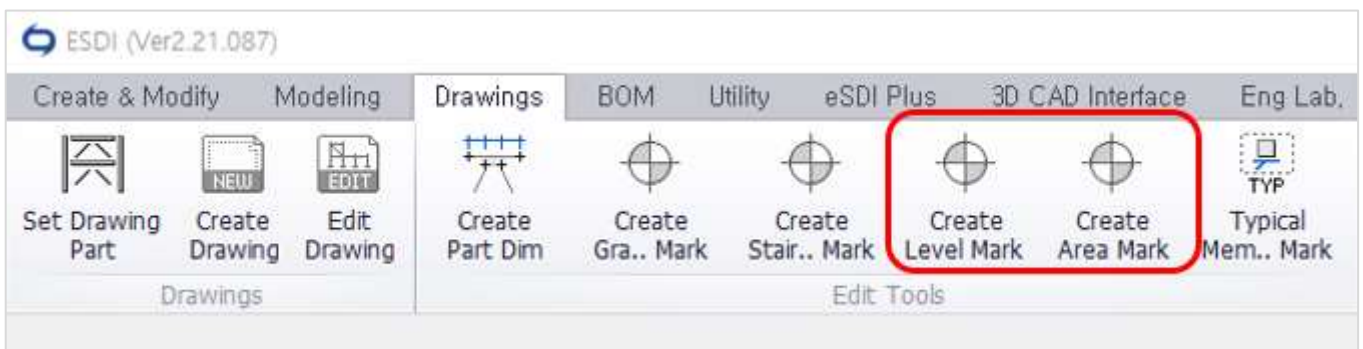 ESDI (Ver2.21.087)
Create & Modify Modeling Drawings BOM Utility eSDI Plus 3D CAD Interface Eng Lab.
NEW EDIT TYP
Set Drawing Create Edit Create Create Create Create Create Typical
Part Drawing Drawing Part Dim Gra.. Mark Stair.. Mark Level Mark Area Mark Mem.. Mark
Drawings Edit Tools